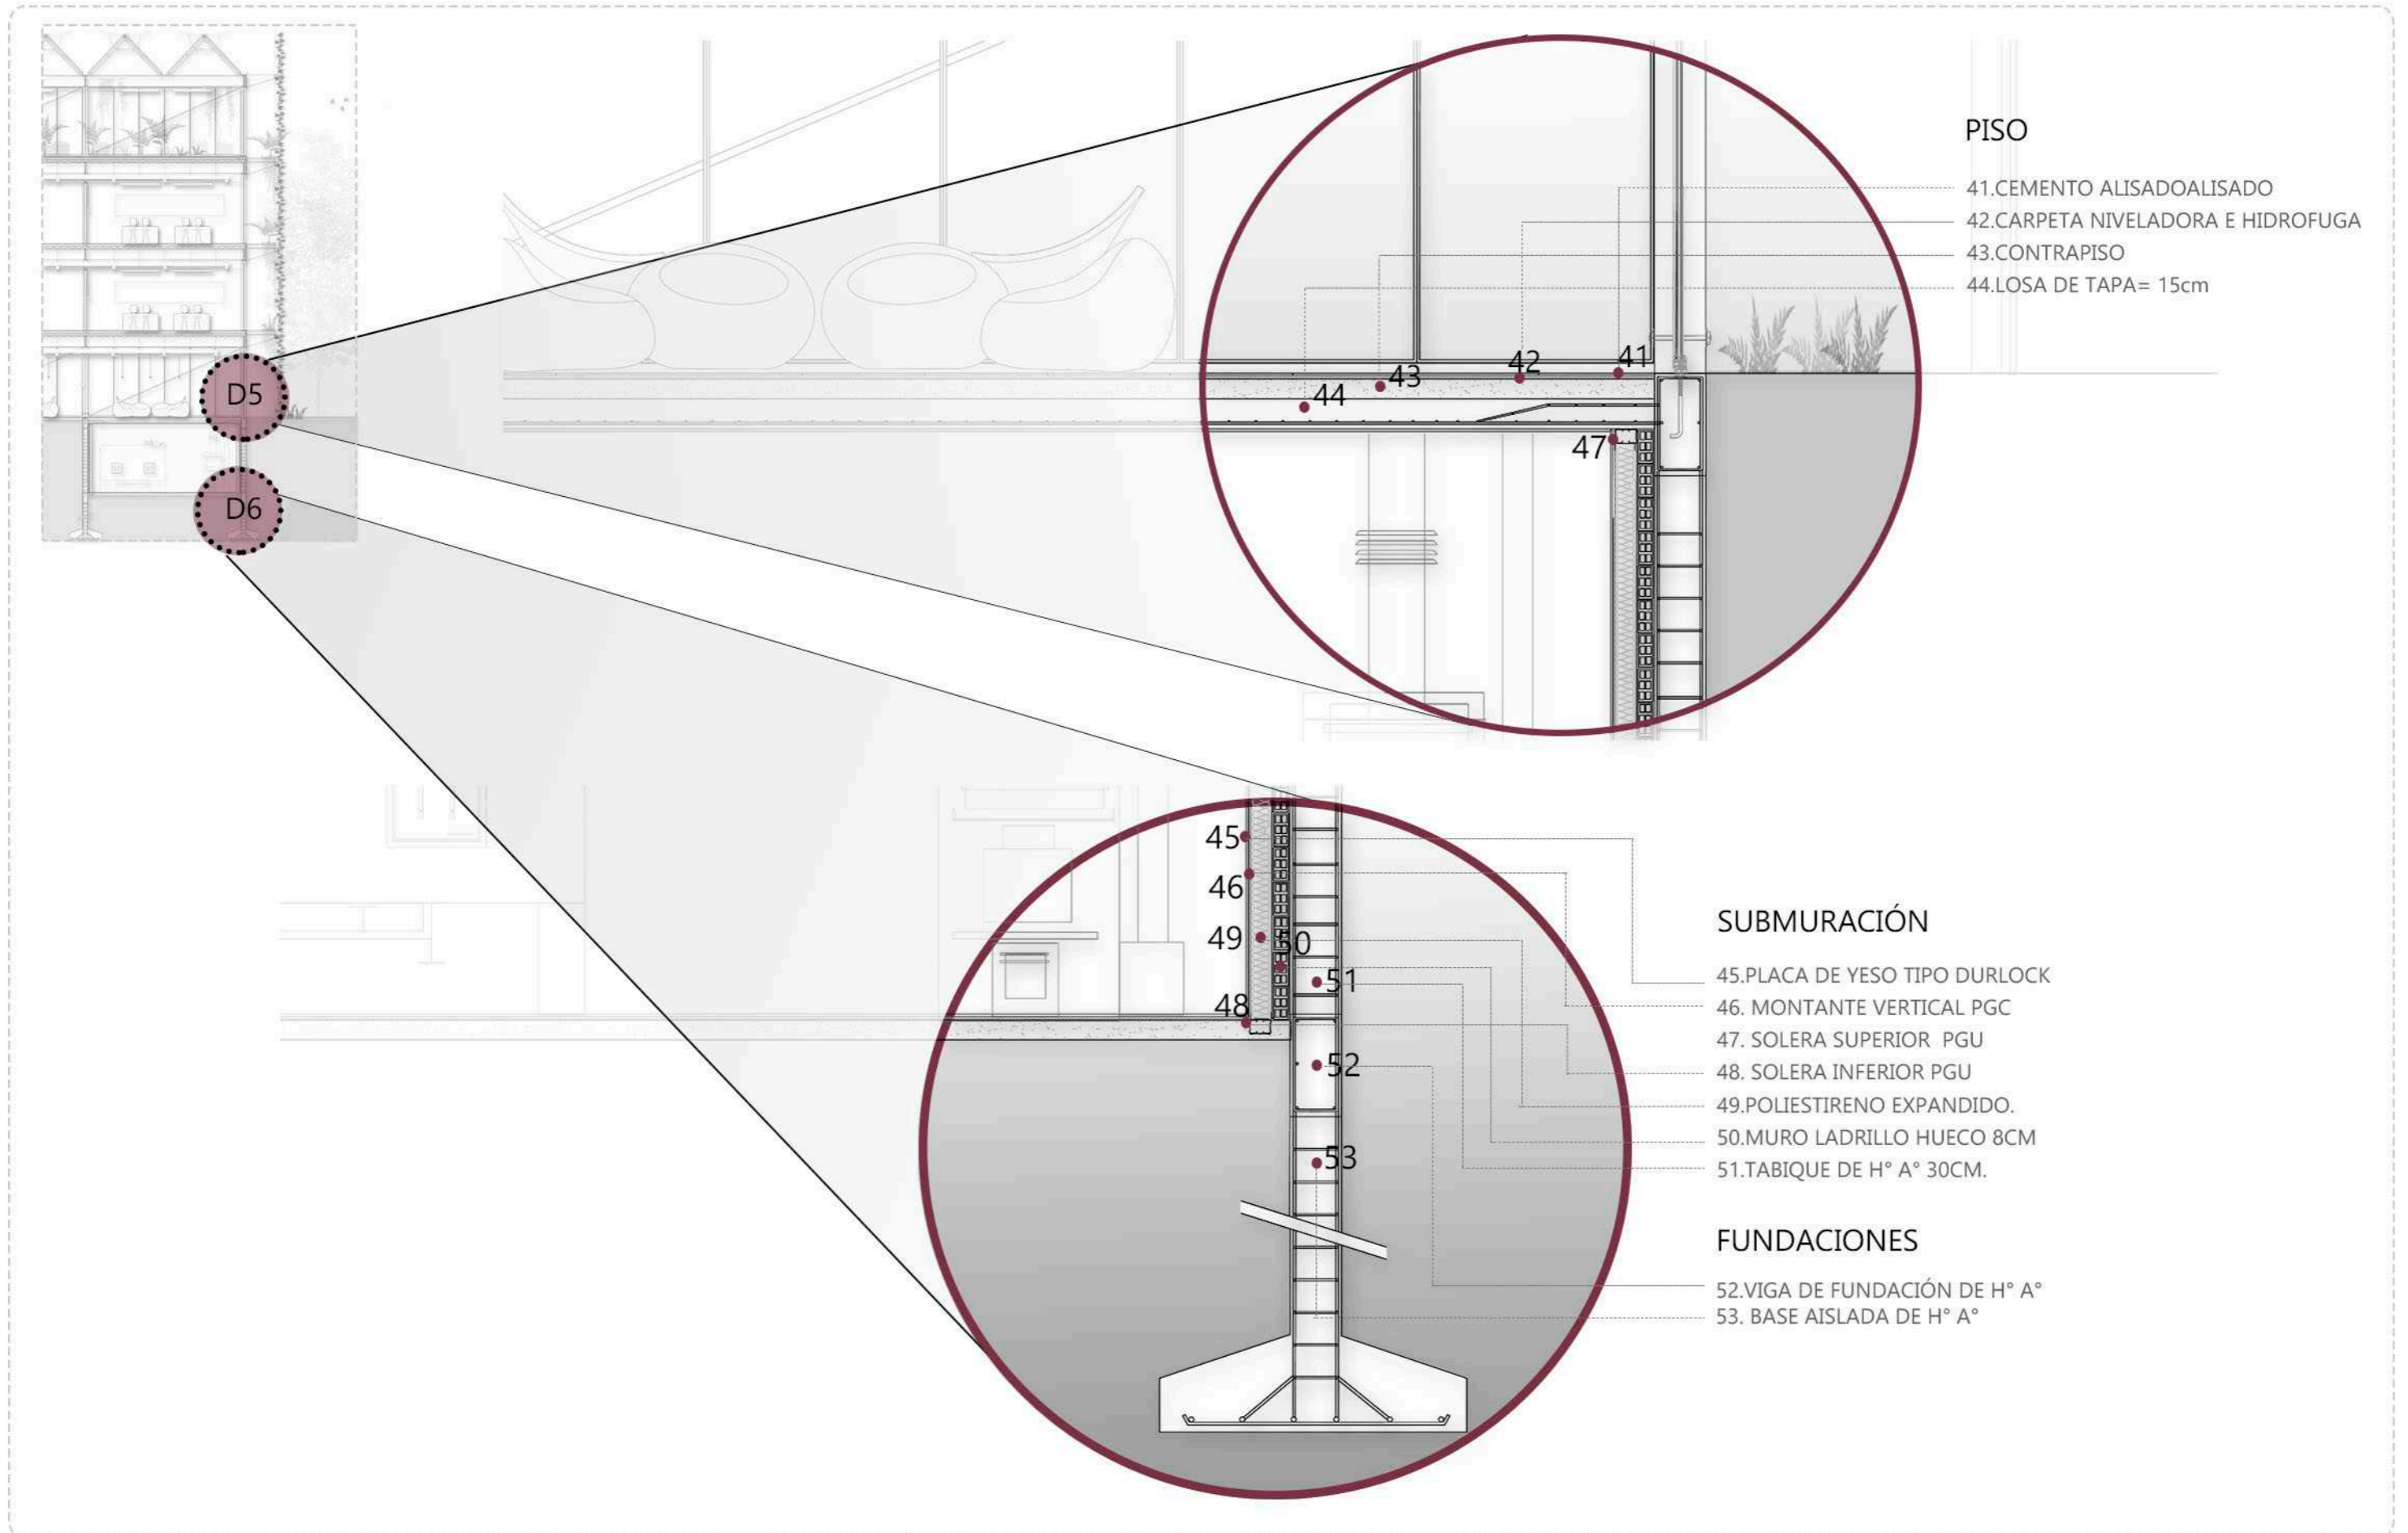 D5
D6
PISO
41.CEMENTO ALISADOALISADO
42.CARPETA NIVELADORA E HIDROFUGA
43.CONTRAPISO
44.LOSA DE TAPA= 15cm
41
42
43
44
47
45
46
49
50
51
48
52
53
SUBMURACIÓN
45.PLACA DE YESO TIPO DURLOCK
46. MONTANTE VERTICAL PGC
47. SOLERA SUPERIOR PGU
48. SOLERA INFERIOR PGU
49.POLIESTIRENO EXPANDIDO.
50.MURO LADRILLO HUECO 8CM
51.TABIQUE DE H° A° 30CM.
FUNDACIONES
52.VIGA DE FUNDACIÓN DE H° A°
53. BASE AISLADA DE H° A°